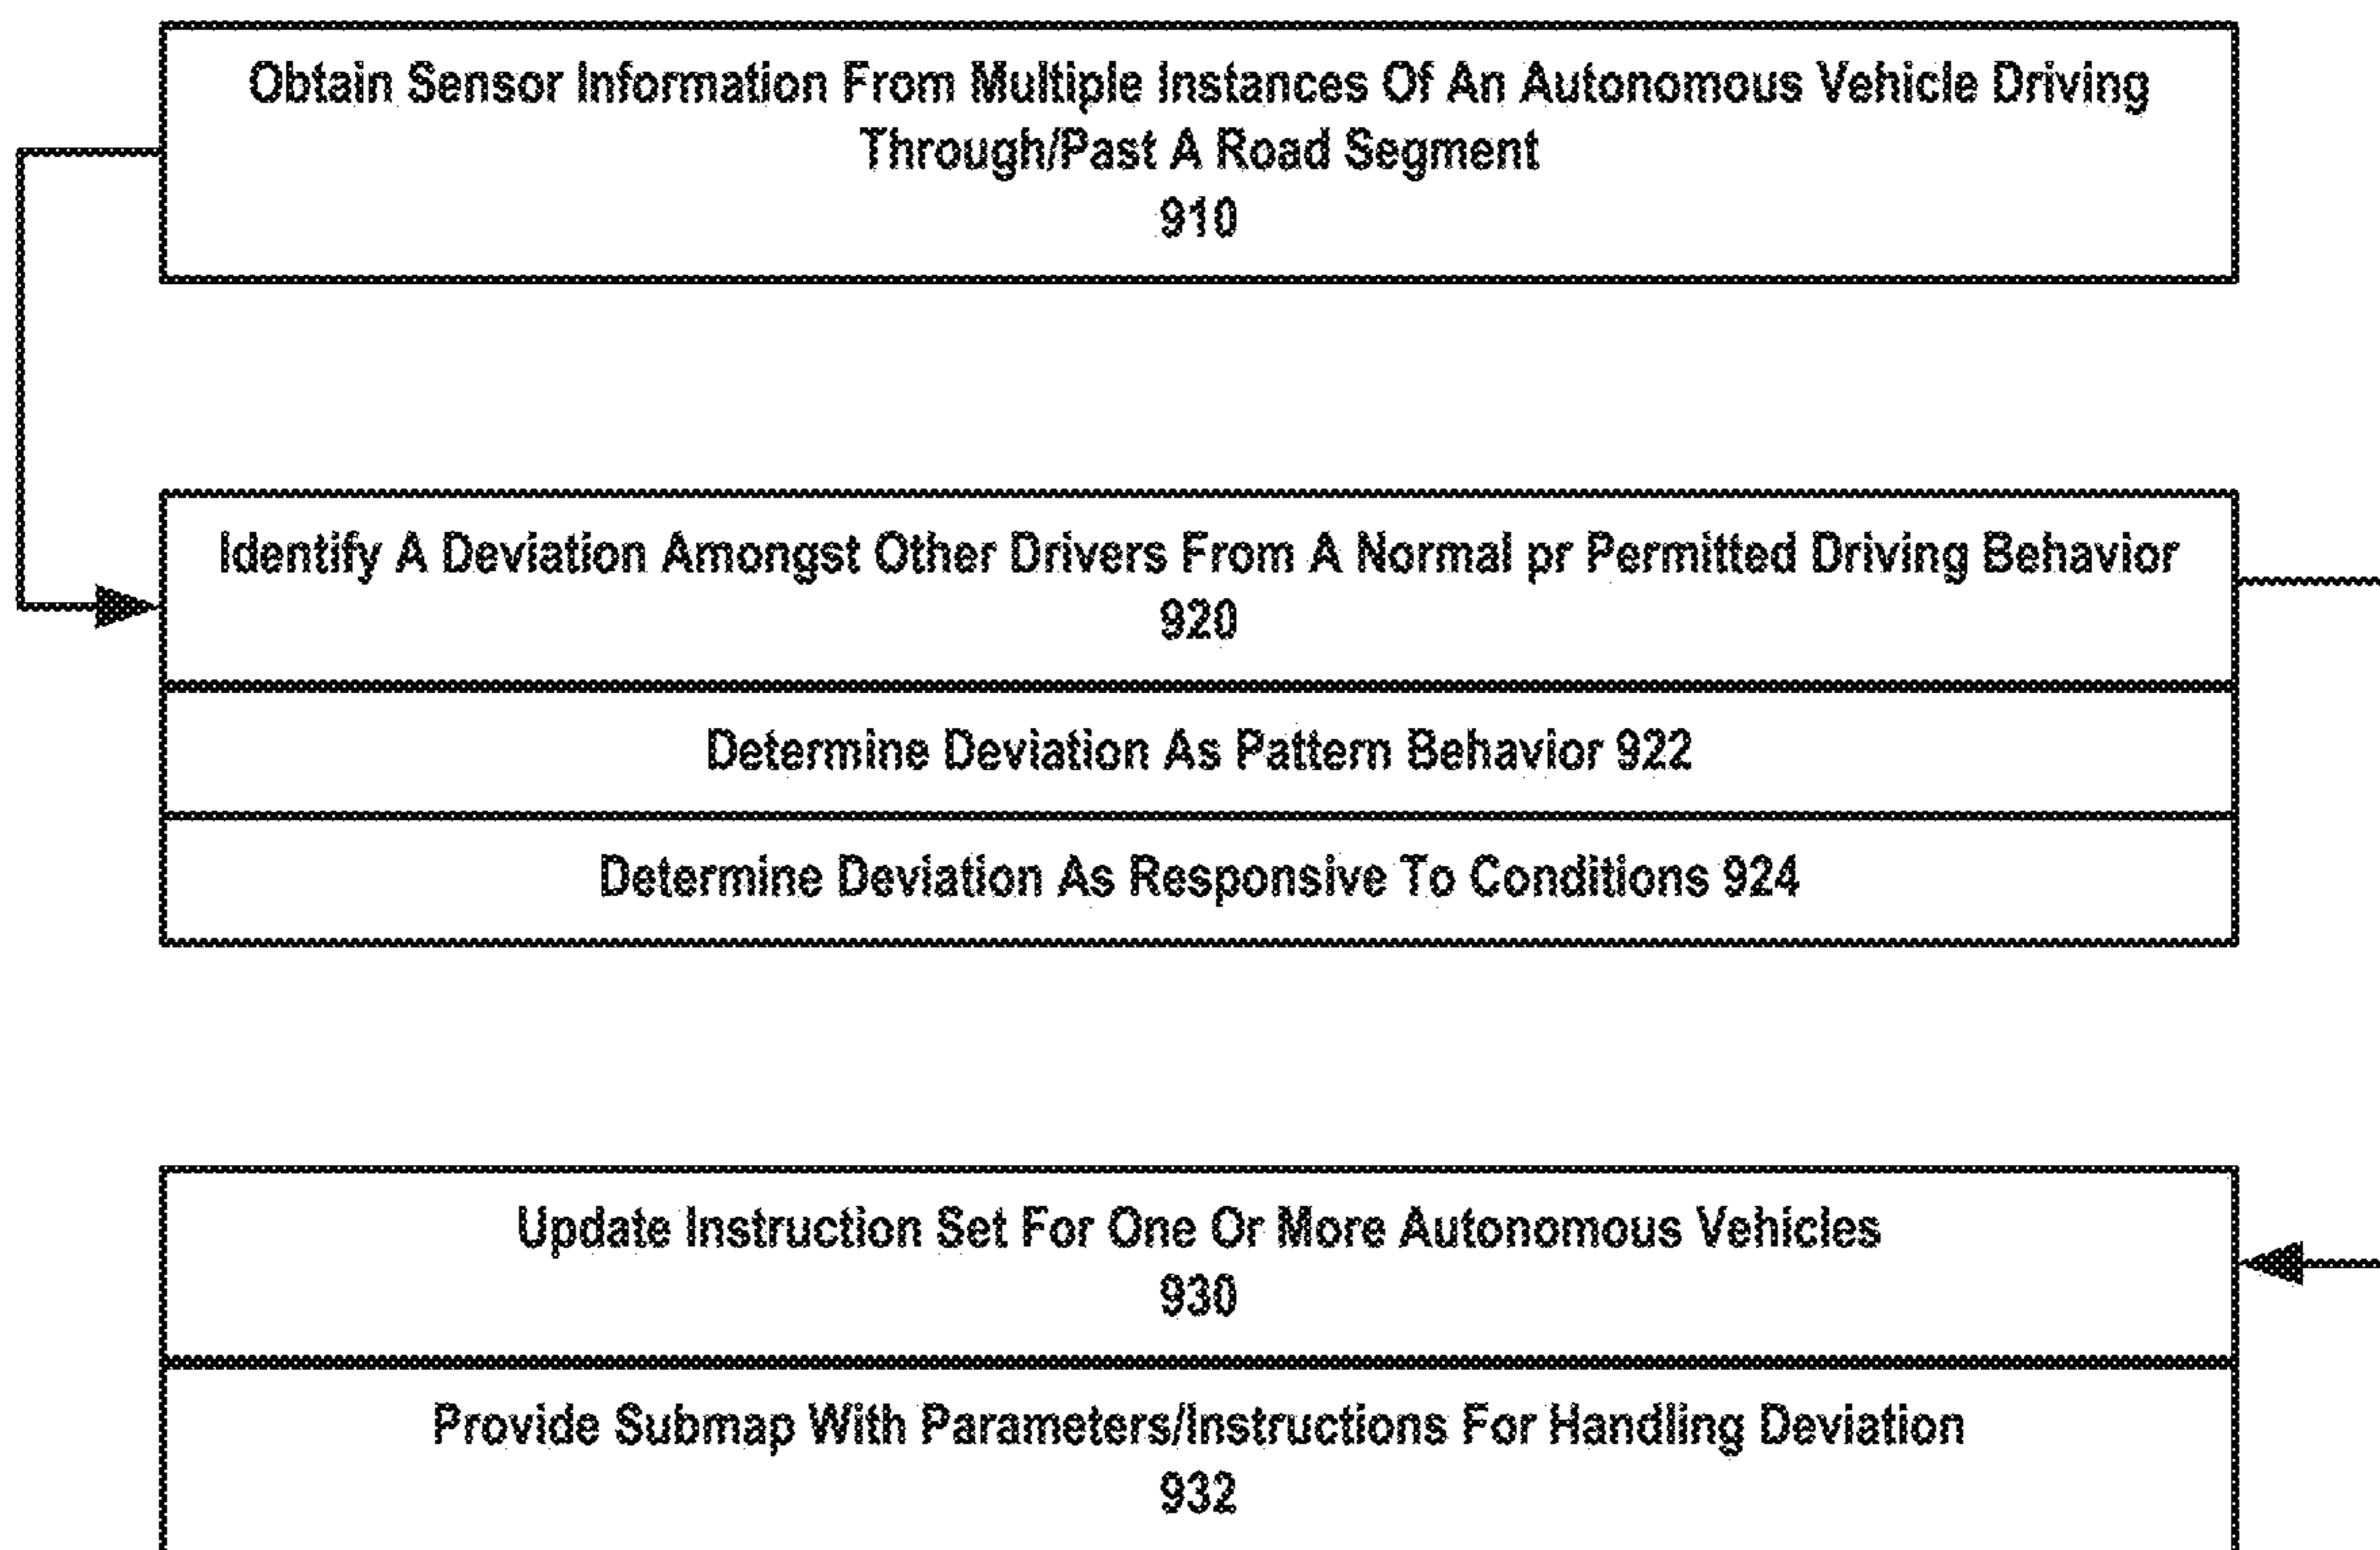 Obtain Sensor Information From Multiple Instances Of An Autonomous Vehicle Driving
Through/Past A Road Segment
910
Identify A Deviation Amongst Other Drivers From A Normal pr Permitted Driving Behavior
920
Determine Deviation As Pattern Behavior 922
Determine Deviation As Responsive To Conditions 924
Update Instruction Set For One Or More Autonomous Vehicles
930
Provide Submap With Parameters/Instructions For Handling Deviation
932